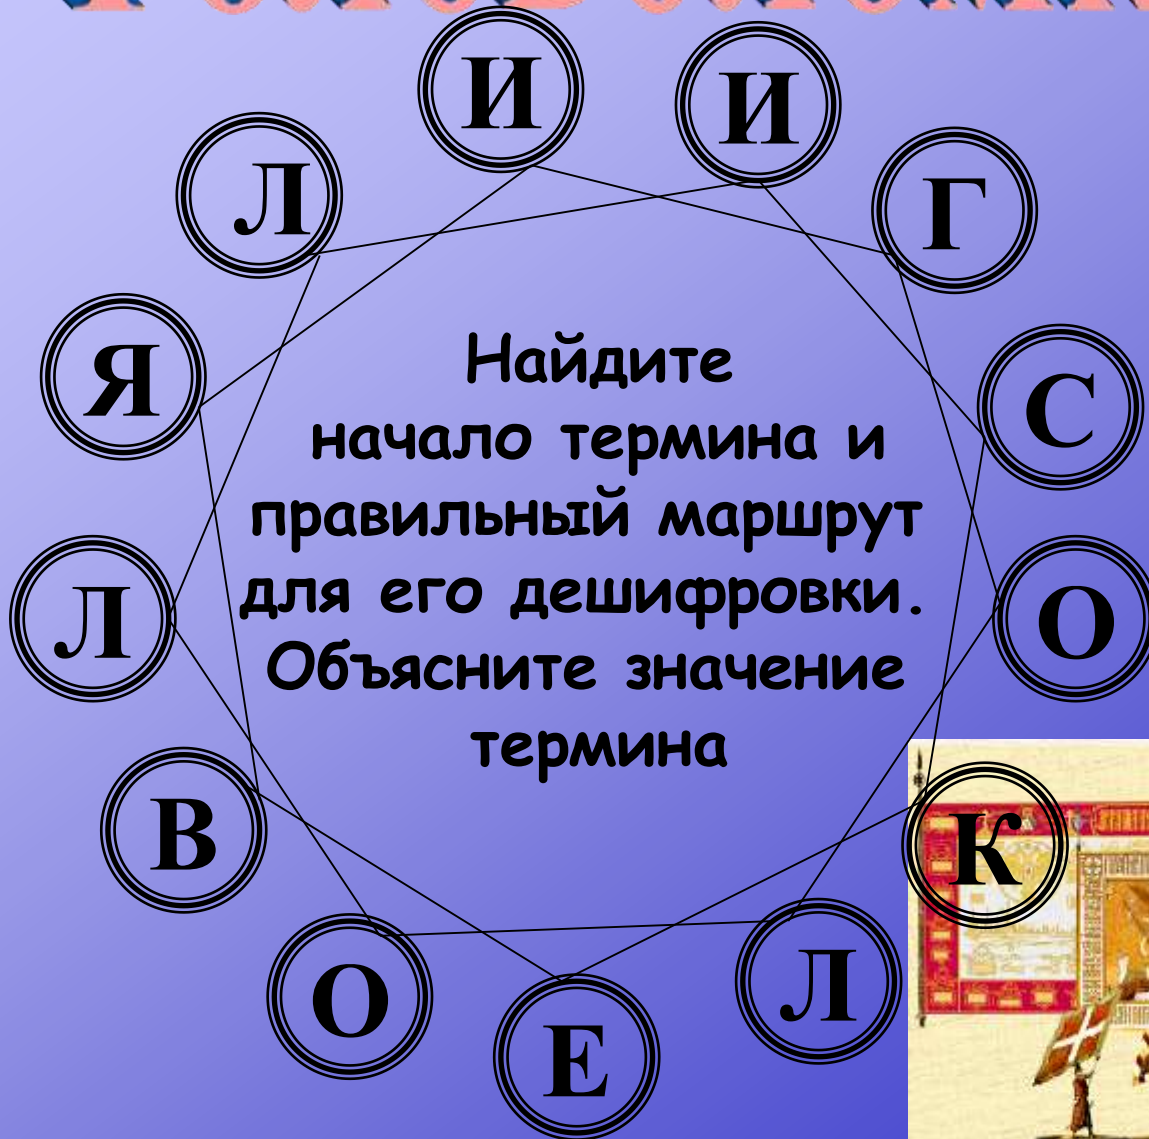 И И
Л Г
Я С
Л О
В К
О Л
Е
Найдите
начало термина и
правильный маршрут
для его дешифровки.
Объясните значение
термина